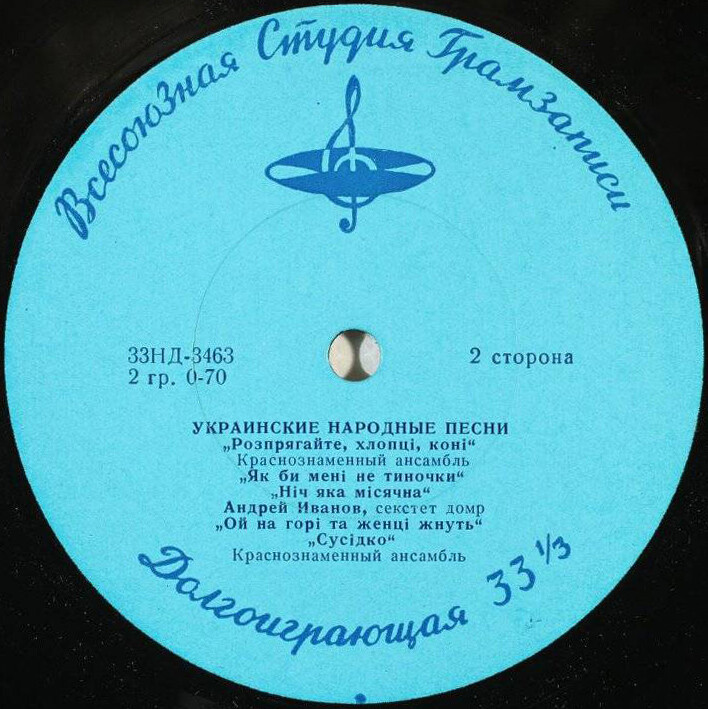 Всесоюзная Студия Грамзаписи
33НД-3463
2 гр. 0-70
2 сторона
УКРАИНСКИЕ НАРОДНЫЕ ПЕСНИ
„Розпрягайте, хлопці, коні“
Краснознаменный ансамбль
„Як би мені не тиночки“
„Ніч яка місячна“
Андрей Иванов, секстет домр
„Ой на горі та женці жнуть“
„Сусідко“
Краснознаменный ансамбль
Долгоиграющая 33 1/3